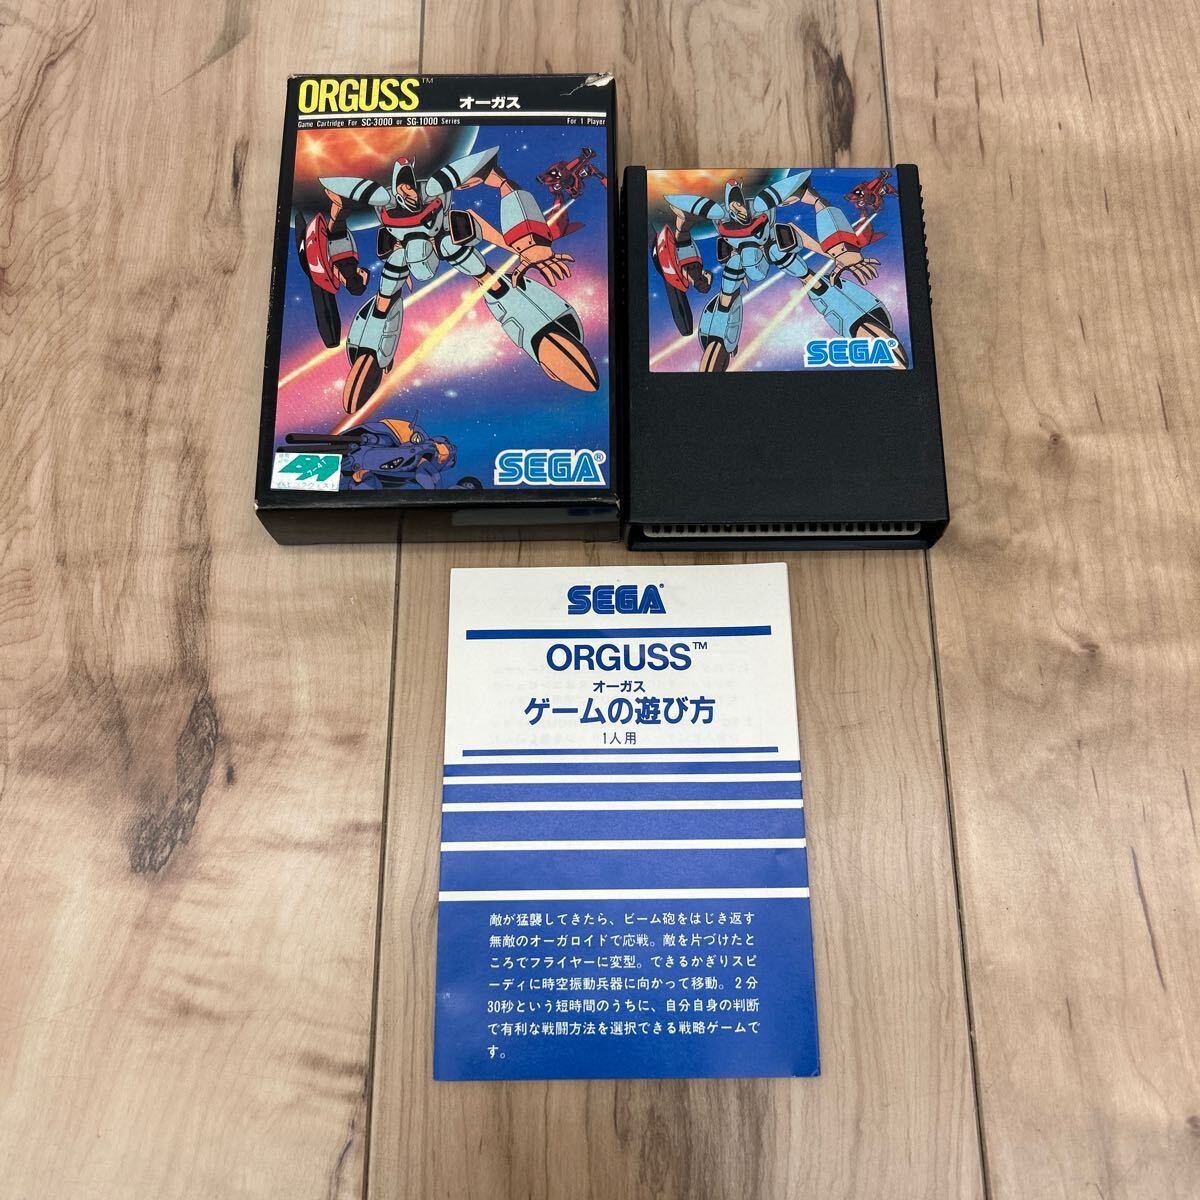 ORGUSS™
オーガス
Game Cartridge For SC-3000 or SG-1000 Series
For 1 Player
SEGA®
SEGA®
SEGA®
ORGUSS™
オーガス
ゲームの遊び方
1人用
敵が猛襲してきたら、ビーム砲をはじき返す
無敵のオーガロイドで応戦。敵を片づけたと
ころでフライヤーに変型。できるかぎりスピ
ーディに時空振動兵器に向かって移動。2分
30秒という短時間のうちに、自分自身の判断
で有利な戦闘方法を選択できる戦略ゲームで
す。